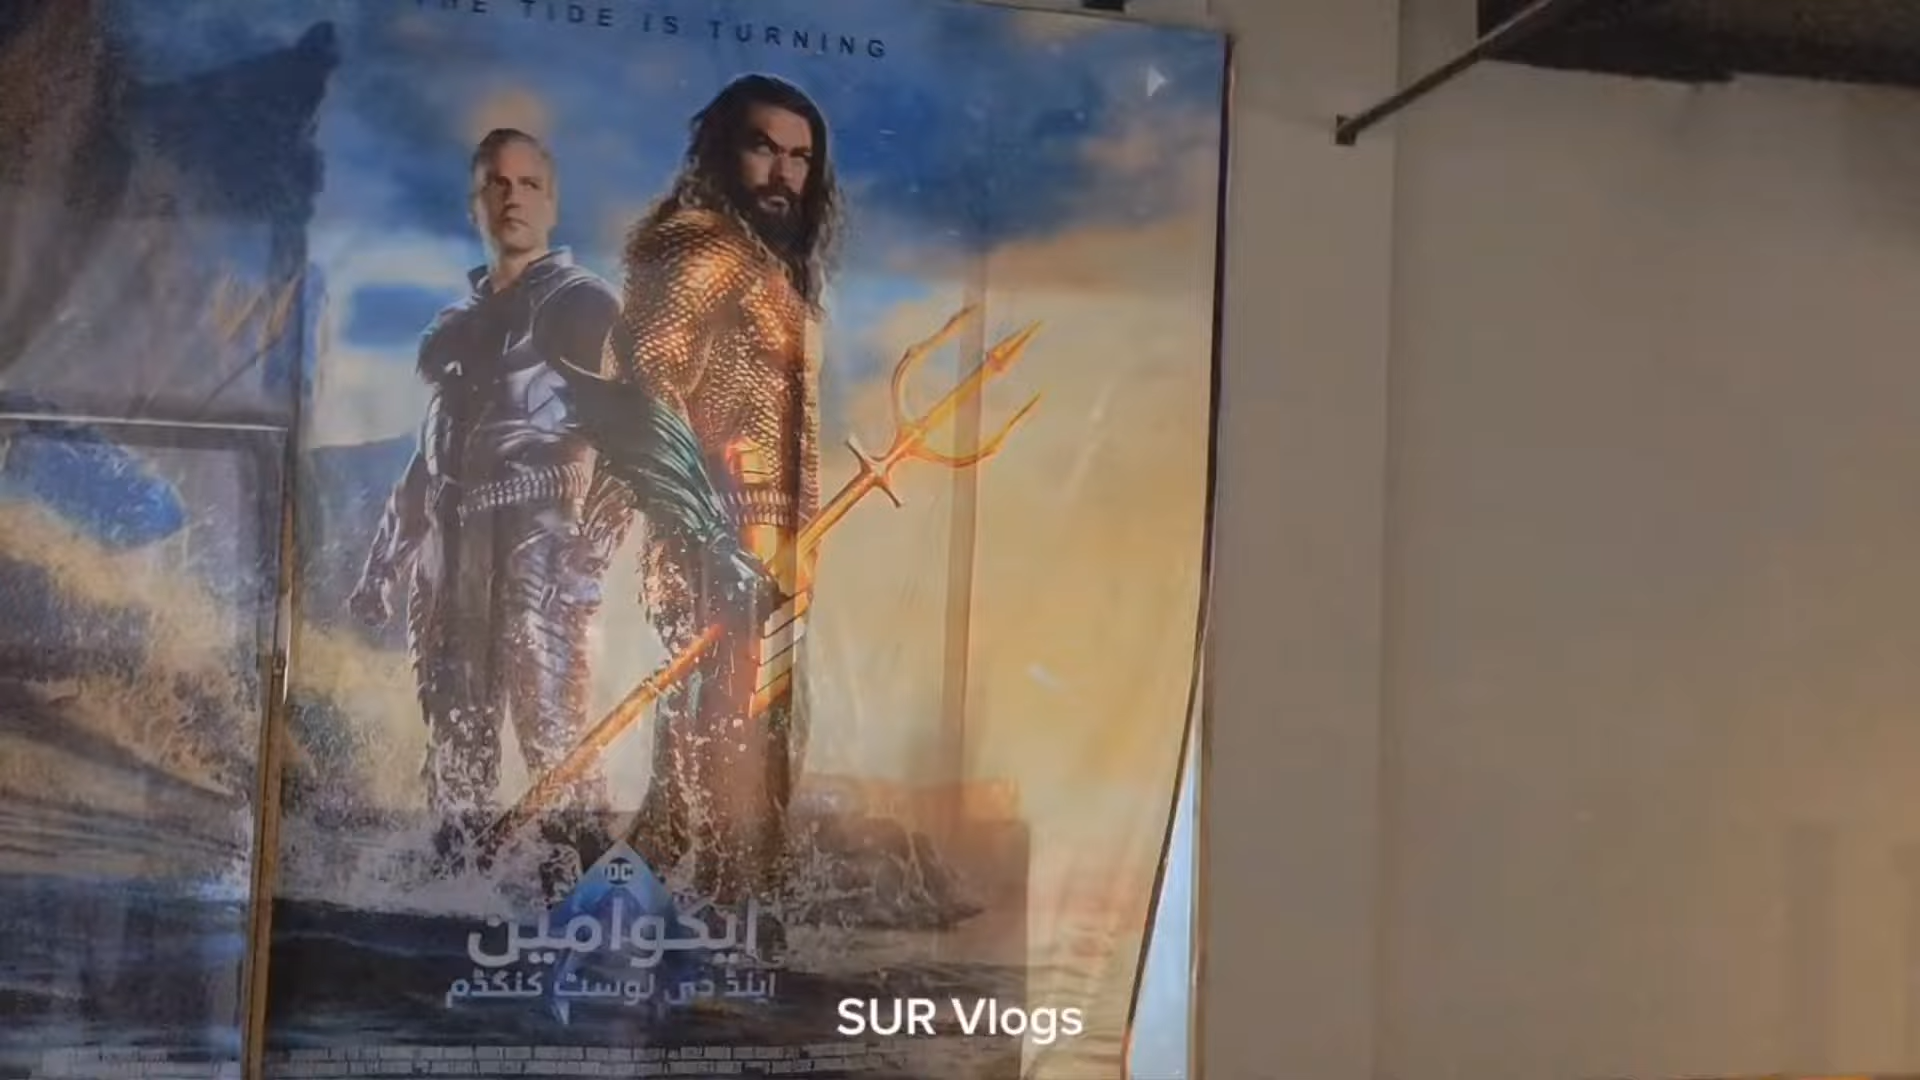 THE TIDE IS TURNING
DC
ایکوامین
اینڈ دی لوسٹ کنگڈم
SUR Vlogs